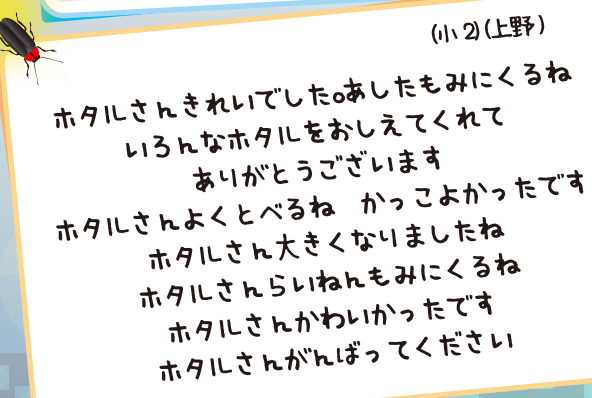 (小2)(上野)
ホタルさんきれいでした。あしたもみにくるね
いろんなホタルをおしえてくれて
ありがとうございます
ホタルさんよくとべるね かっこよかったです
ホタルさん大きくなりましたね
ホタルさんらいねんもみにくるね
ホタルさんかわいかったです
ホタルさんがんばってください